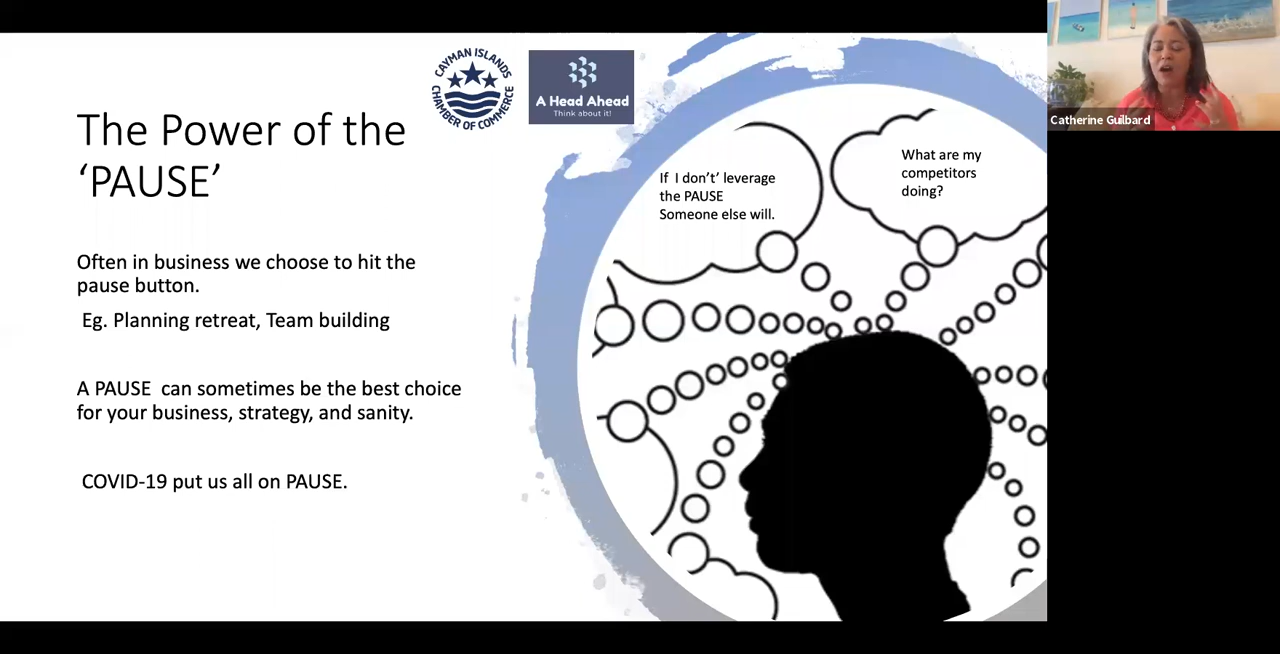 CAYMAN ISLANDS
CHAMBER OF COMMERCE
A Head Ahead
Think about it!
The Power of the
‘PAUSE’
Often in business we choose to hit the
pause button.
Eg. Planning retreat, Team building
A PAUSE can sometimes be the best choice
for your business, strategy, and sanity.
COVID-19 put us all on PAUSE.
If I don’t’ leverage
the PAUSE
Someone else will.
What are my
competitors
doing?
Catherine Guilbard